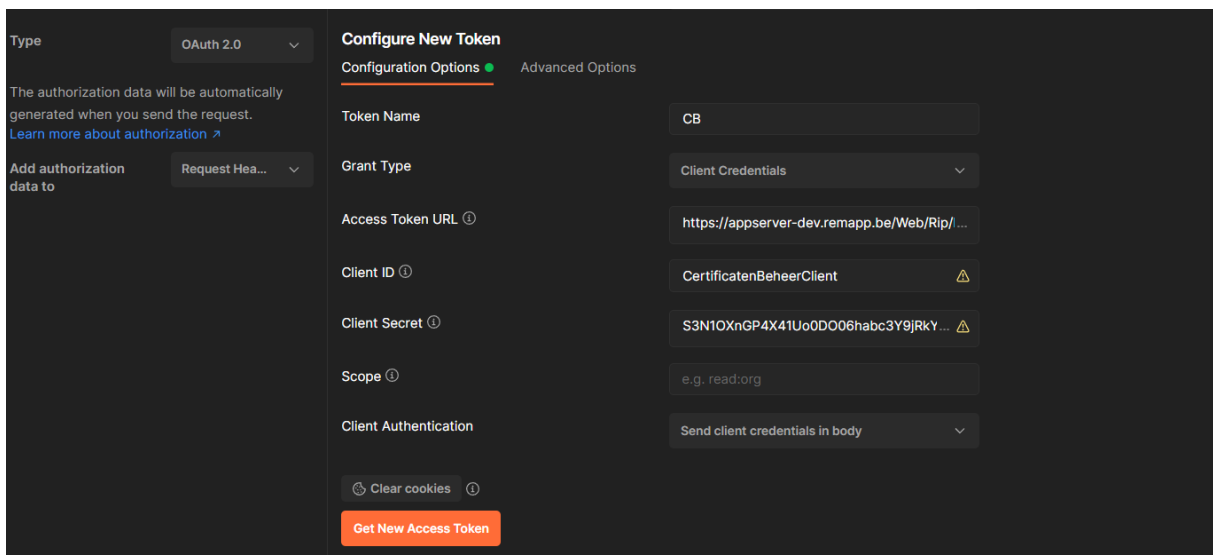 Type
OAuth 2.0
The authorization data will be automatically
generated when you send the request.
Learn more about authorization ↗
Add authorization
data to
Request Hea...
Configure New Token
Configuration Options
Advanced Options
Token Name
CB
Grant Type
Client Credentials
Access Token URL
https://appserver-dev.remapp.be/Web/Rip/...
Client ID
CertificatenBeheerClient
Client Secret
S3N1OXnGP4X41Uo0DO06habc3Y9jRkY...
Scope
e.g. read:org
Client Authentication
Send client credentials in body
Clear cookies
Get New Access Token